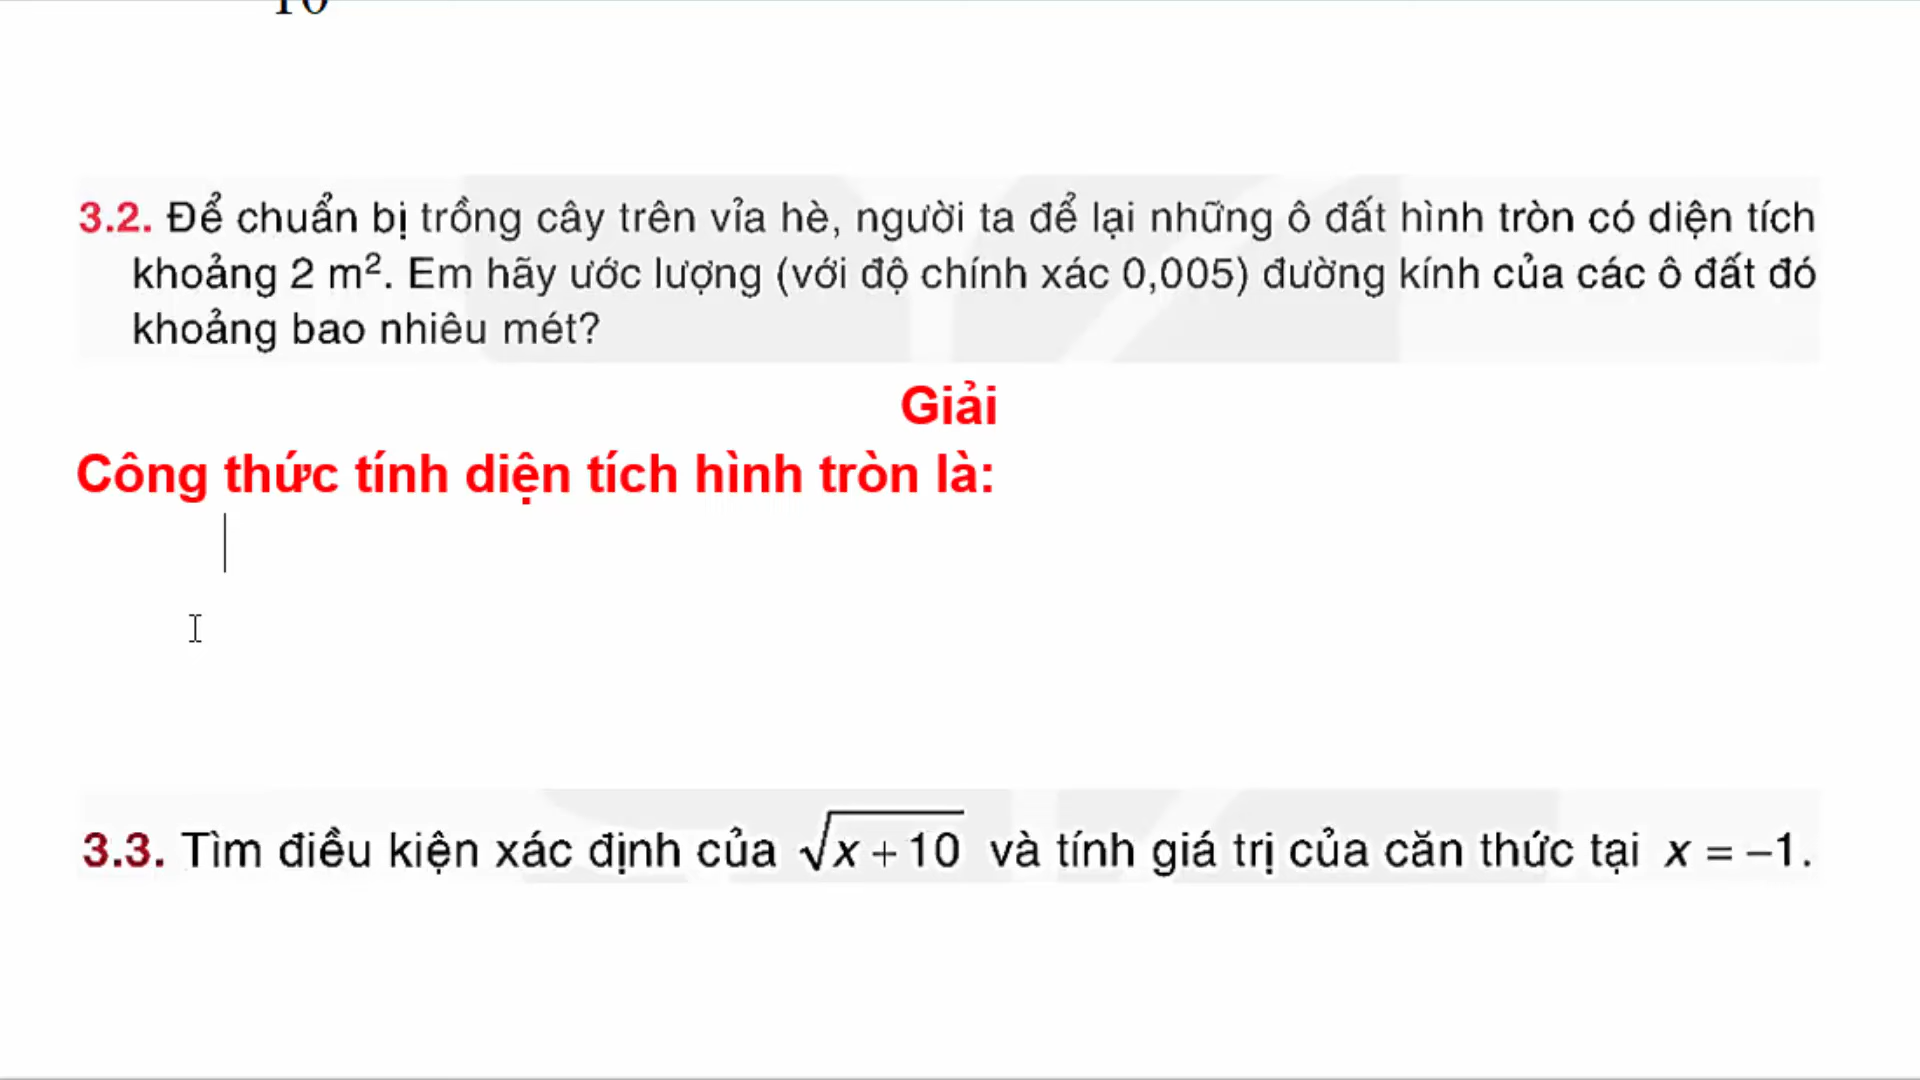 3.2. Để chuẩn bị trồng cây trên vỉa hè, người ta để lại những ô đất hình tròn có diện tích
khoảng 2 m². Em hãy ước lượng (với độ chính xác 0,005) đường kính của các ô đất đó
khoảng bao nhiêu mét?
Giải
Công thức tính diện tích hình tròn là:
3.3. Tìm điều kiện xác định của √(x + 10) và tính giá trị của căn thức tại x = −1.